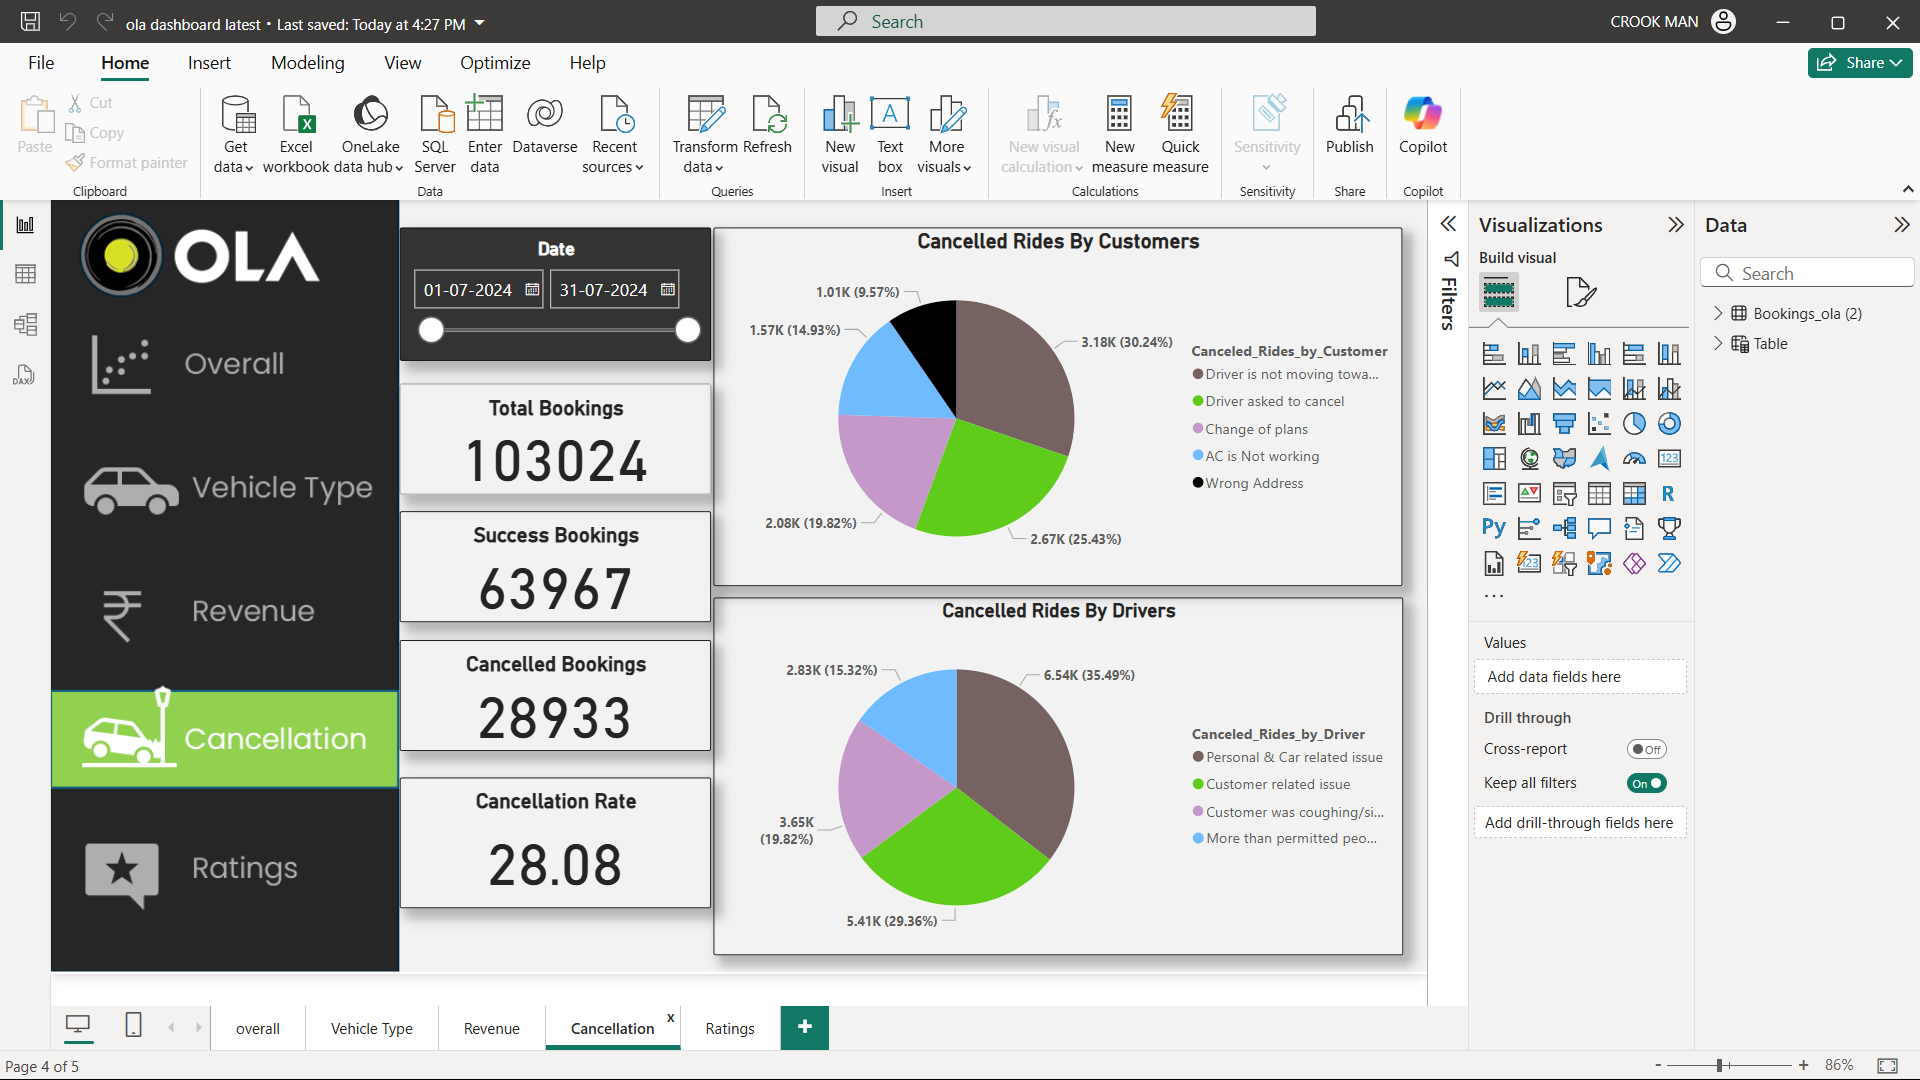 ola dashboard latest • Last saved: Today at 4:27 PM
Search
CROOK MAN
File
Home
Insert
Modeling
View
Optimize
Help
Share
Paste
Cut
Copy
Format painter
Clipboard
Get data
Excel workbook
OneLake data hub
SQL Server
Enter data
Dataverse
Recent sources
Data
Transform data
Refresh
Queries
New visual
Text box
More visuals
Insert
New visual calculation
New measure
Quick measure
Calculations
Sensitivity
Sensitivity
Publish
Share
Copilot
Copilot
OLA
Overall
Vehicle Type
Revenue
Cancellation
Ratings
Date
01-07-2024
31-07-2024
Total Bookings
103024
Success Bookings
63967
Cancelled Bookings
28933
Cancellation Rate
28.08
Cancelled Rides By Customers
1.01K (9.57%)
1.57K (14.93%)
3.18K (30.24%)
2.08K (19.82%)
2.67K (25.43%)
Canceled_Rides_by_Customer
Driver is not moving towa...
Driver asked to cancel
Change of plans
AC is Not working
Wrong Address
Cancelled Rides By Drivers
2.83K (15.32%)
6.54K (35.49%)
3.65K
(19.82%)
5.41K (29.36%)
Canceled_Rides_by_Driver
Personal & Car related issue
Customer related issue
Customer was coughing/si...
More than permitted peo...
Filters
Visualizations
Build visual
123
R
Py
123
...
Values
Add data fields here
Drill through
Cross-report
Off
Keep all filters
On
Add drill-through fields here
Data
Search
Bookings_ola (2)
Table
DAX
overall
Vehicle Type
Revenue
Cancellation
x
Ratings
+
Page 4 of 5
-
+
86%